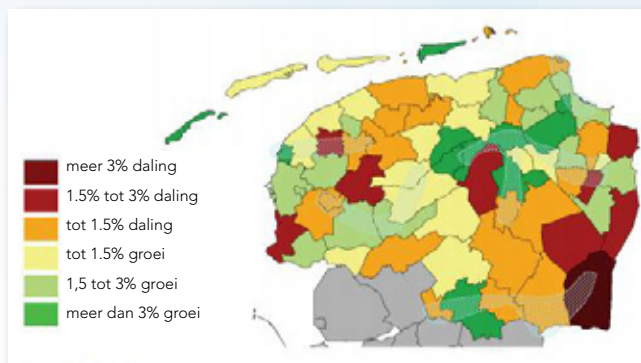 meer 3% daling
1.5% tot 3% daling
tot 1.5% daling
tot 1.5% groei
1,5 tot 3% groei
meer dan 3% groei